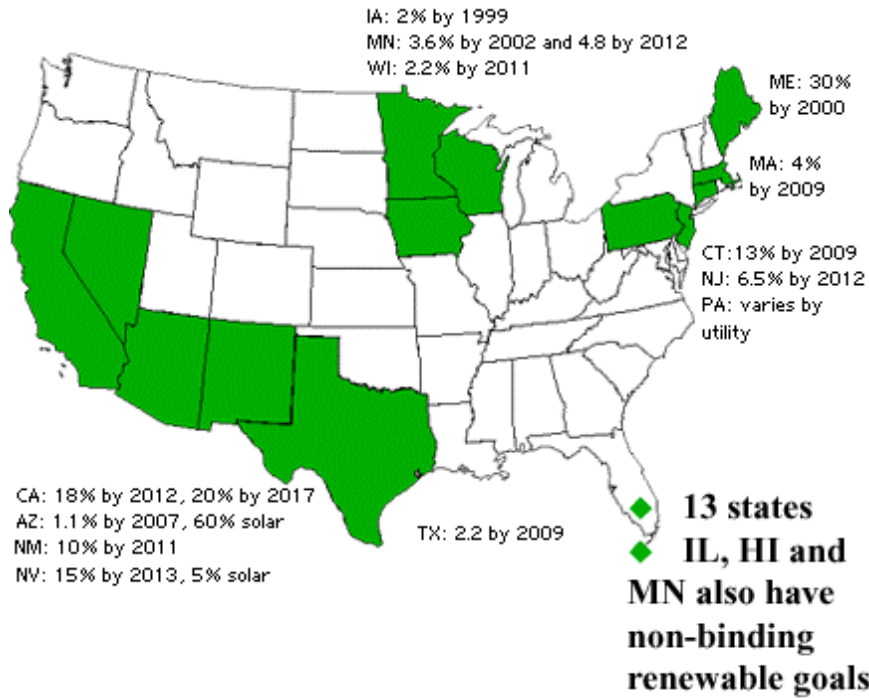 IA: 2% by 1999
MN: 3.6% by 2002 and 4.8 by 2012
WI: 2.2% by 2011
ME: 30%
by 2000
MA: 4%
by 2009
CT:13% by 2009
NJ: 6.5% by 2012
PA: varies by
utility
CA: 18% by 2012, 20% by 2017
AZ: 1.1% by 2007, 60% solar
NM: 10% by 2011
NV: 15% by 2013, 5% solar
TX: 2.2 by 2009
◆ 13 states
◆ IL, HI and
MN also have
non-binding
renewable goals